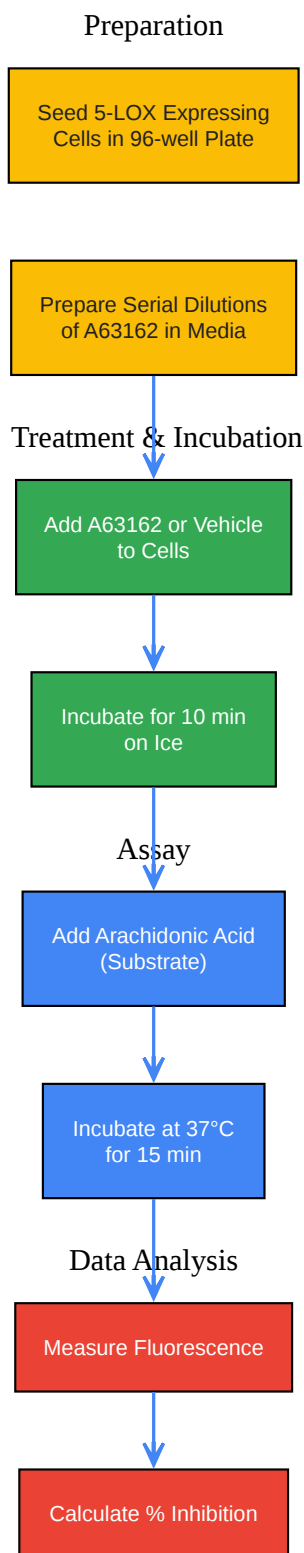 Preparation
Seed 5-LOX Expressing
Cells in 96-well Plate
Prepare Serial Dilutions
of A63162 in Media
Treatment & Incubation
Add A63162 or Vehicle
to Cells
Incubate for 10 min
on Ice
Assay
Add Arachidonic Acid
(Substrate)
Incubate at 37°C
for 15 min
Data Analysis
Measure Fluorescence
Calculate % Inhibition